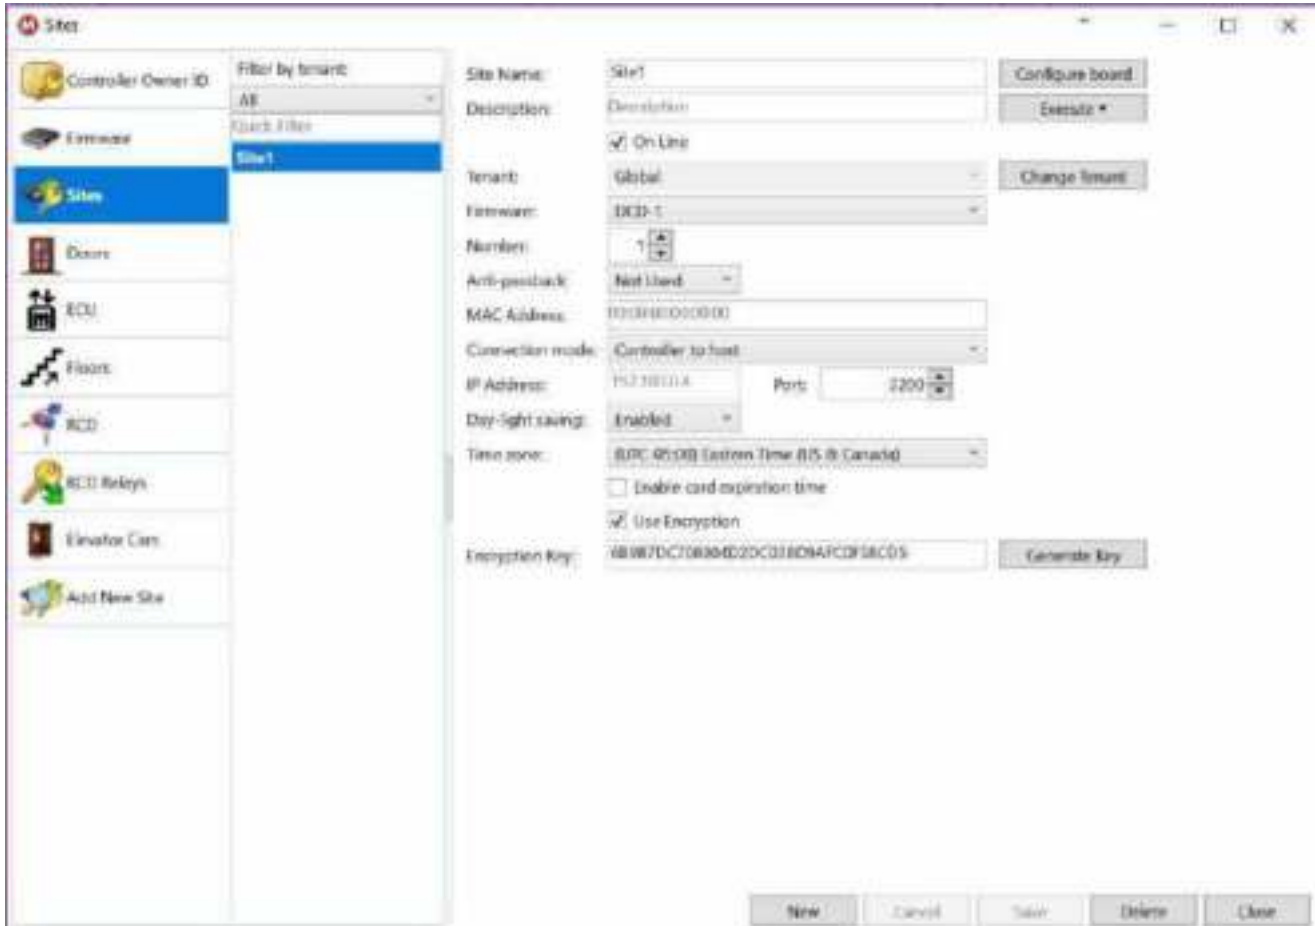 Sites
Controller Owner ID
Firmware
Sites
Doors
ECU
Floors
RCD
RCD Relays
Elevator Cars
Add New Site
Filter by tenant:
All
Quick Filter
Site1
Site Name: Site1 Configure board
Description: Description Execute
On Line
Tenant: Global Change Tenant
Firmware: DCD-1
Number: 1
Anti-passback: Not Used
MAC Address:
Connection mode: Controller to host
IP Address: Port: 2200
Day-light saving: Enabled
Time zone: (UTC-05:00) Eastern Time (US & Canada)
Enable card expiration time
Use Encryption
Encryption Key: Generate Key
New Cancel Save Delete Close